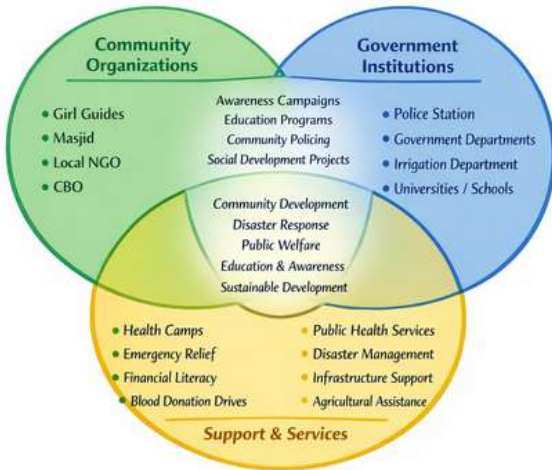 Community
Organizations
• Girl Guides
• Masjid
• Local NGO
• CBO
Government
Institutions
• Police Station
• Government Departments
• Irrigation Department
• Universities / Schools
Awareness Campaigns
Education Programs
Community Policing
Social Development Projects
Community Development
Disaster Response
Public Welfare
Education & Awareness
Sustainable Development
• Health Camps
• Emergency Relief
• Financial Literacy
• Blood Donation Drives
• Public Health Services
• Disaster Management
• Infrastructure Support
• Agricultural Assistance
Support & Services